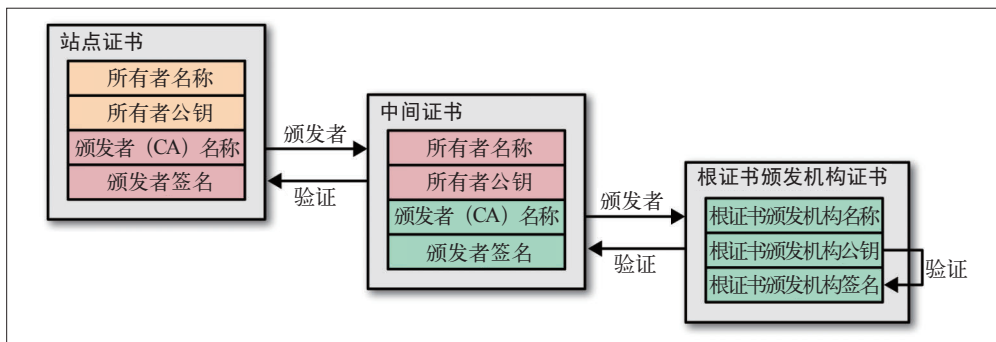 站点证书
所有者名称
所有者公钥
颁发者（CA）名称
颁发者签名
颁发者
验证
中间证书
所有者名称
所有者公钥
颁发者（CA）名称
颁发者签名
颁发者
验证
根证书颁发机构证书
根证书颁发机构名称
根证书颁发机构公钥
根证书颁发机构签名
验证